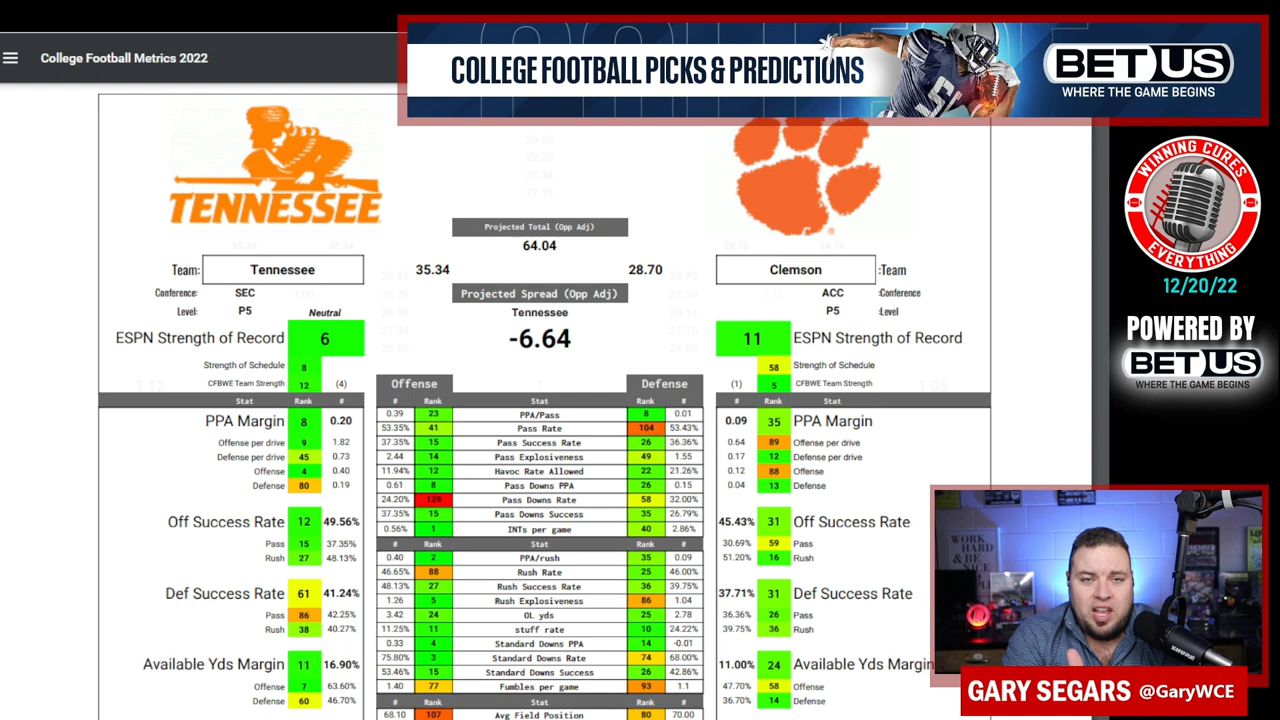 College Football Metrics 2022
COLLEGE FOOTBALL PICKS & PREDICTIONS
BETUS
WHERE THE GAME BEGINS
WINNING CURES
EVERYTHING
12/20/22
POWERED BY
BETUS
WHERE THE GAME BEGINS
TENNESSEE
Projected Total (Opp Adj)
64.04
Team: Tennessee 35.34 28.70 Clemson :Team
Conference: SEC Projected Spread (Opp Adj) ACC :Conference
Level: P5 Neutral Tennessee P5 :Level
ESPN Strength of Record 6 -6.64 11 ESPN Strength of Record
Strength of Schedule 8 58 Strength of Schedule
CFBWE Team Strength 12 (4) Offense Defense (1) 5 CFBWE Team Strength
Stat Rank # # Rank Stat Rank # # Rank Stat
PPA Margin 8 0.20 0.09 35 PPA Margin
Offense per drive 9 1.82 0.64 89 Offense per drive
Defense per drive 45 0.73 0.17 12 Defense per drive
Offense 4 0.40 0.12 88 Offense
Defense 80 0.19 0.04 13 Defense
Off Success Rate 12 49.56% 45.43% 31 Off Success Rate
Pass 15 37.35% 30.69% 59 Pass
Rush 27 48.13% 51.20% 16 Rush
Def Success Rate 61 41.24% 37.71% 31 Def Success Rate
Pass 86 42.25% 36.36% 26 Pass
Rush 38 40.27% 39.75% 36 Rush
Available Yds Margin 11 16.90% 11.00% 24 Available Yds Margin
Offense 7 63.60% 47.70% 58 Offense
Defense 60 46.70% 36.70% 14 Defense
0.39 23 PPA/Pass 8 0.01
53.35% 41 Pass Rate 104 53.43%
37.35% 15 Pass Success Rate 26 36.36%
2.44 14 Pass Explosiveness 49 1.55
11.94% 12 Havoc Rate Allowed 22 21.26%
0.61 8 Pass Downs PPA 26 0.15
24.20% 129 Pass Downs Rate 58 32.00%
37.35% 15 Pass Downs Success 35 26.79%
0.56% 1 INTs per game 40 2.86%
# Rank Stat Rank #
0.40 2 PPA/rush 35 0.09
46.65% 88 Rush Rate 25 46.00%
48.13% 27 Rush Success Rate 36 39.75%
1.26 5 Rush Explosiveness 86 1.04
3.42 24 OL yds 25 2.78
11.25% 11 stuff rate 10 24.22%
0.33 4 Standard Downs PPA 14 -0.01
75.80% 3 Standard Downs Rate 74 68.00%
53.46% 15 Standard Downs Success 26 42.86%
1.40 77 Fumbles per game 93 1.1
# Rank Stat Rank #
68.10 107 Avg Field Position 80 70.00
SHURE
GARY SEGARS @GaryWCE